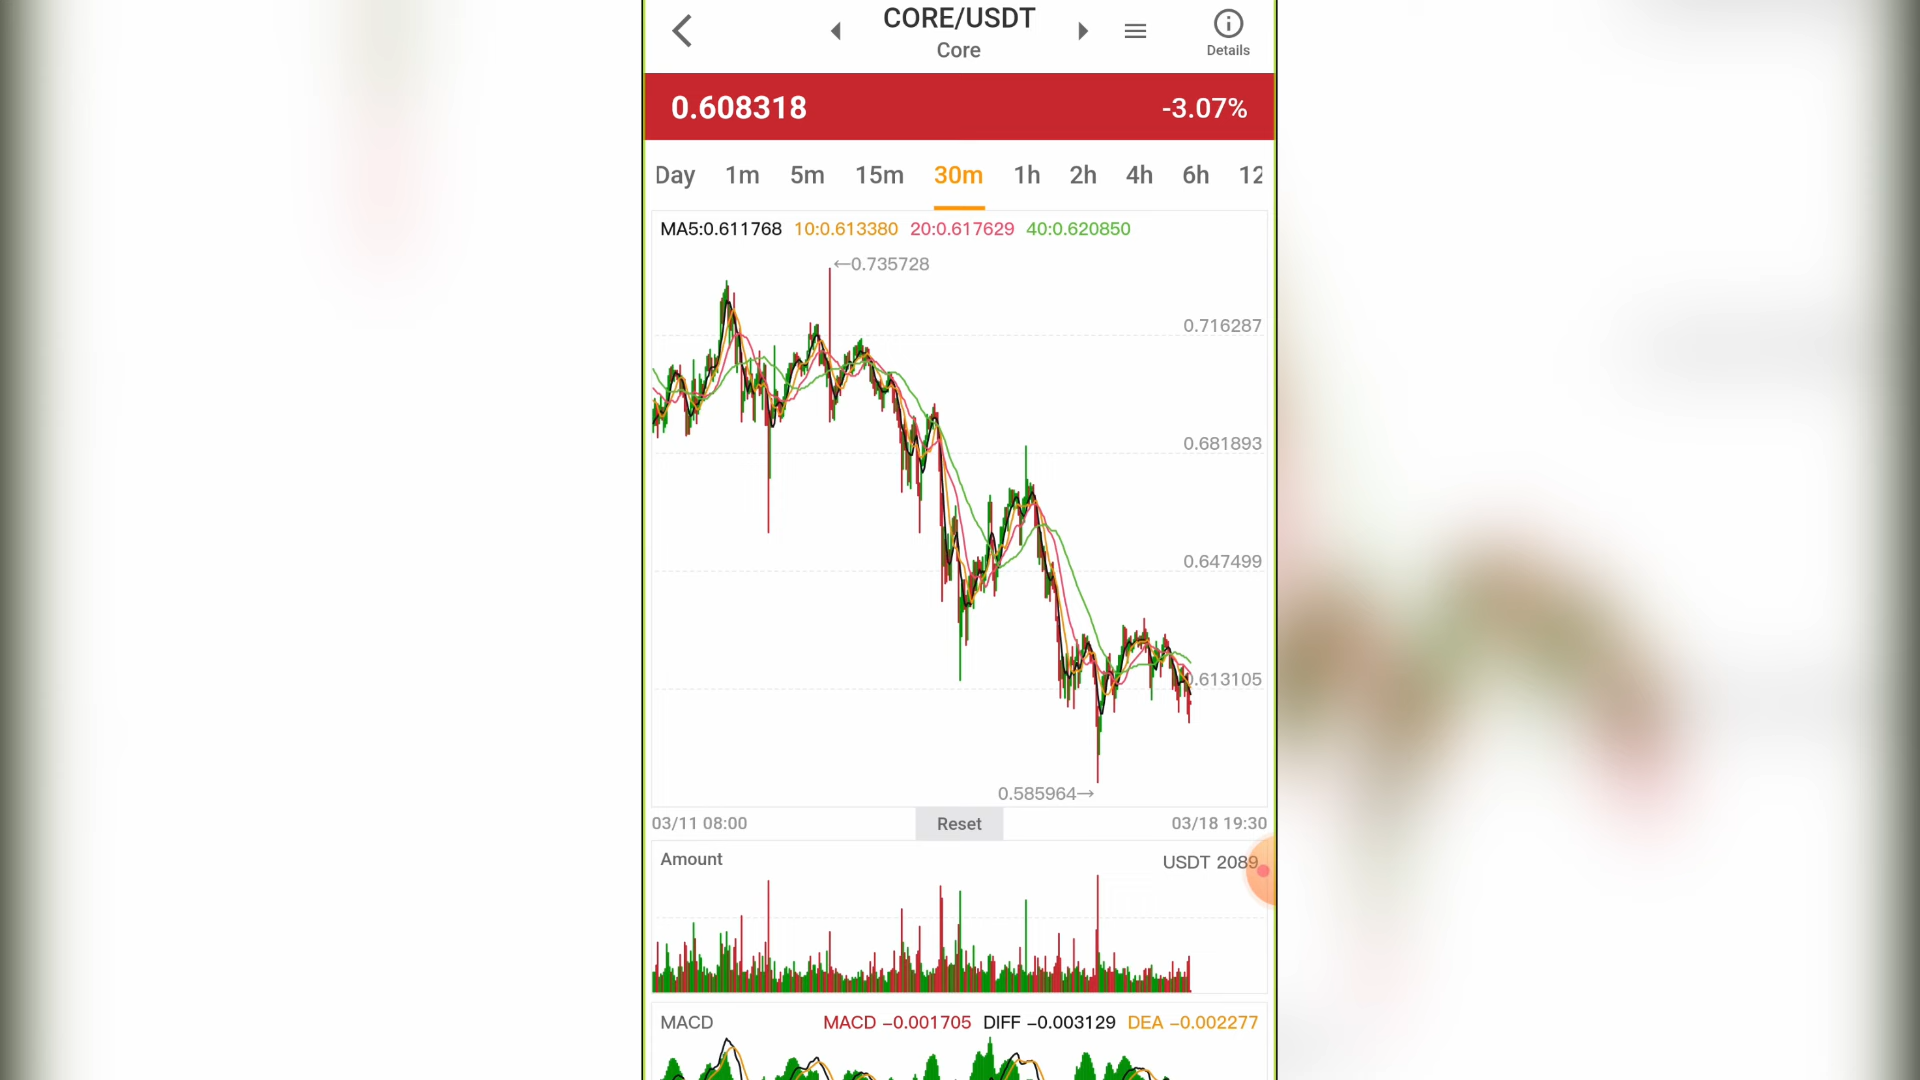 CORE/USDT
Core
Details
0.608318 -3.07%
Day 1m 5m 15m 30m 1h 2h 4h 6h 12
MA5:0.611768 10:0.613380 20:0.617629 40:0.620850
←0.735728
0.716287
0.681893
0.647499
0.613105
0.585964→
03/11 08:00 Reset 03/18 19:30
Amount USDT 2089
MACD MACD −0.001705 DIFF −0.003129 DEA −0.002277